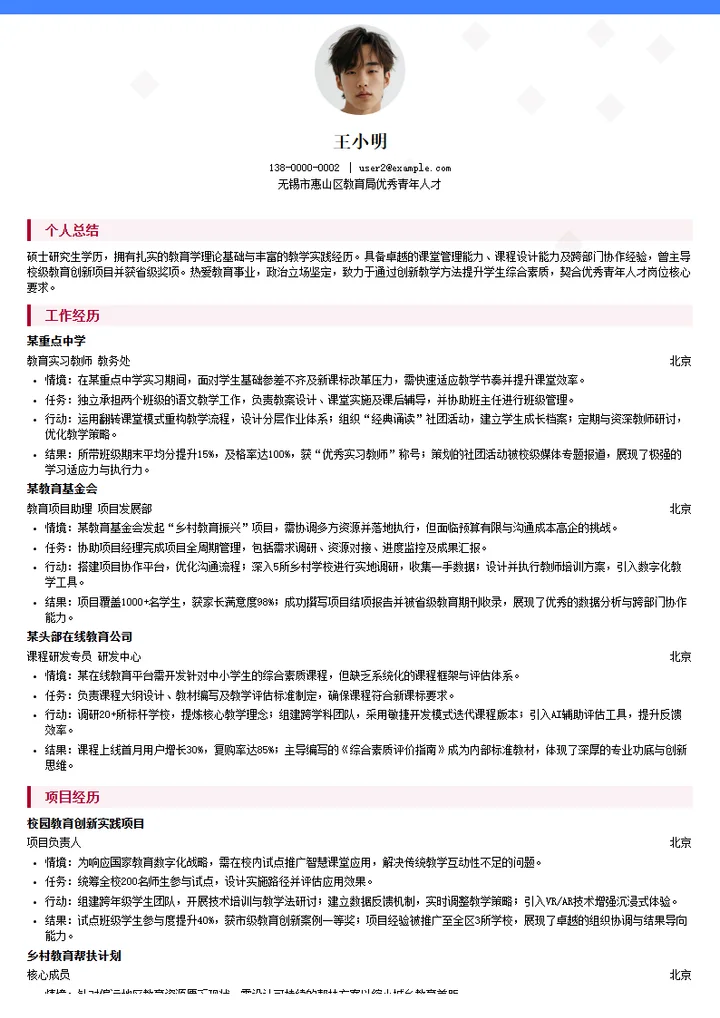 王小明
138-0000-0002 | user2@example.com
无锡市惠山区教育局优秀青年人才
个人总结
硕士研究生学历，拥有扎实的教育学理论基础与丰富的教学实践经历。具备卓越的课堂管理能力、课程设计能力及跨部门协作经验，曾主导
校级教育创新项目并获省级奖项。热爱教育事业，政治立场坚定，致力于通过创新教学方法提升学生综合素质，契合优秀青年人才岗位核心
要求。
工作经历
某重点中学
教育实习教师 教务处 北京
• 情境：在某重点中学实习期间，面对学生基础参差不齐及新课标改革压力，需快速适应教学节奏并提升课堂效率。
• 任务：独立承担两个班级的语文教学工作，负责教案设计、课堂实施及课后辅导，并协助班主任进行班级管理。
• 行动：运用翻转课堂模式重构教学流程，设计分层作业体系；组织“经典诵读”社团活动，建立学生成长档案；定期与资深教师研讨，
优化教学策略。
• 结果：所带班级期末平均分提升15%，及格率达100%，获“优秀实习教师”称号；策划的社团活动被校级媒体专题报道，展现了极强的
学习适应力与执行力。
某教育基金会
教育项目助理 项目发展部 北京
• 情境：某教育基金会发起“乡村教育振兴”项目，需协调多方资源并落地执行，但面临预算有限与沟通成本高企的挑战。
• 任务：协助项目经理完成项目全周期管理，包括需求调研、资源对接、进度监控及成果汇报。
• 行动：搭建项目协作平台，优化沟通流程；深入5所乡村学校进行实地调研，收集一手数据；设计并执行教师培训方案，引入数字化教
学工具。
• 结果：项目覆盖1000+名学生，获家长满意度98%；成功撰写项目结项报告并被省级教育期刊收录，展现了优秀的数据分析与跨部门协作
能力。
某头部在线教育公司
课程研发专员 研发中心 北京
• 情境：某在线教育平台需开发针对中小学生的综合素质课程，但缺乏系统化的课程框架与评估体系。
• 任务：负责课程大纲设计、教材编写及教学评估标准制定，确保课程符合新课标要求。
• 行动：调研20+所标杆学校，提炼核心教学理念；组建跨学科团队，采用敏捷开发模式迭代课程版本；引入AI辅助评估工具，提升反馈
效率。
• 结果：课程上线首月用户增长30%，复购率达85%；主导编写的《综合素质评价指南》成为内部标准教材，体现了深厚的专业功底与创新
思维。
项目经历
校园教育创新实践项目
项目负责人 北京
• 情境：为响应国家教育数字化战略，需在校内试点推广智慧课堂应用，解决传统教学互动性不足的问题。
• 任务：统筹全校200名师生参与试点，设计实施路径并评估应用效果。
• 行动：组建跨年级学生团队，开展技术培训与教学法研讨；建立数据反馈机制，实时调整教学策略；引入VR/AR技术增强沉浸式体验。
• 结果：试点班级学生参与度提升40%，获市级教育创新案例一等奖；项目经验被推广至全区3所学校，展现了卓越的组织协调与结果导向
能力。
乡村教育帮扶计划
核心成员 北京